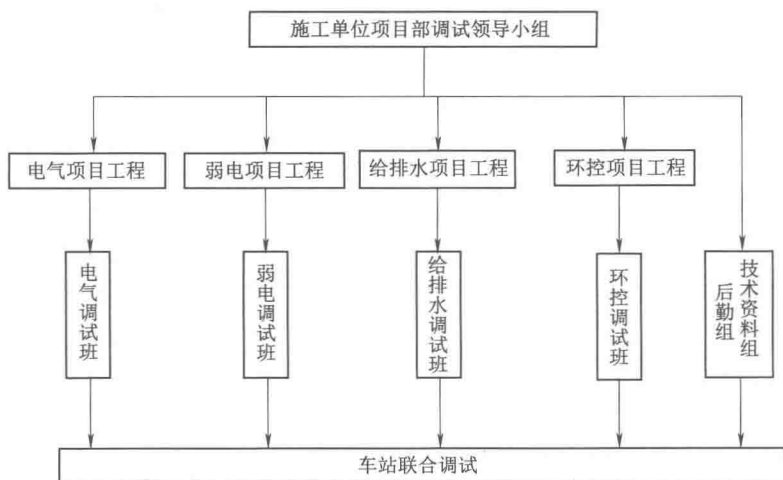 施工单位项目部调试领导小组
电气项目工程
弱电项目工程
给排水项目工程
环控项目工程
电气调试班
弱电调试班
给排水调试班
环控调试班
技术资料组
后勤组
车站联合调试